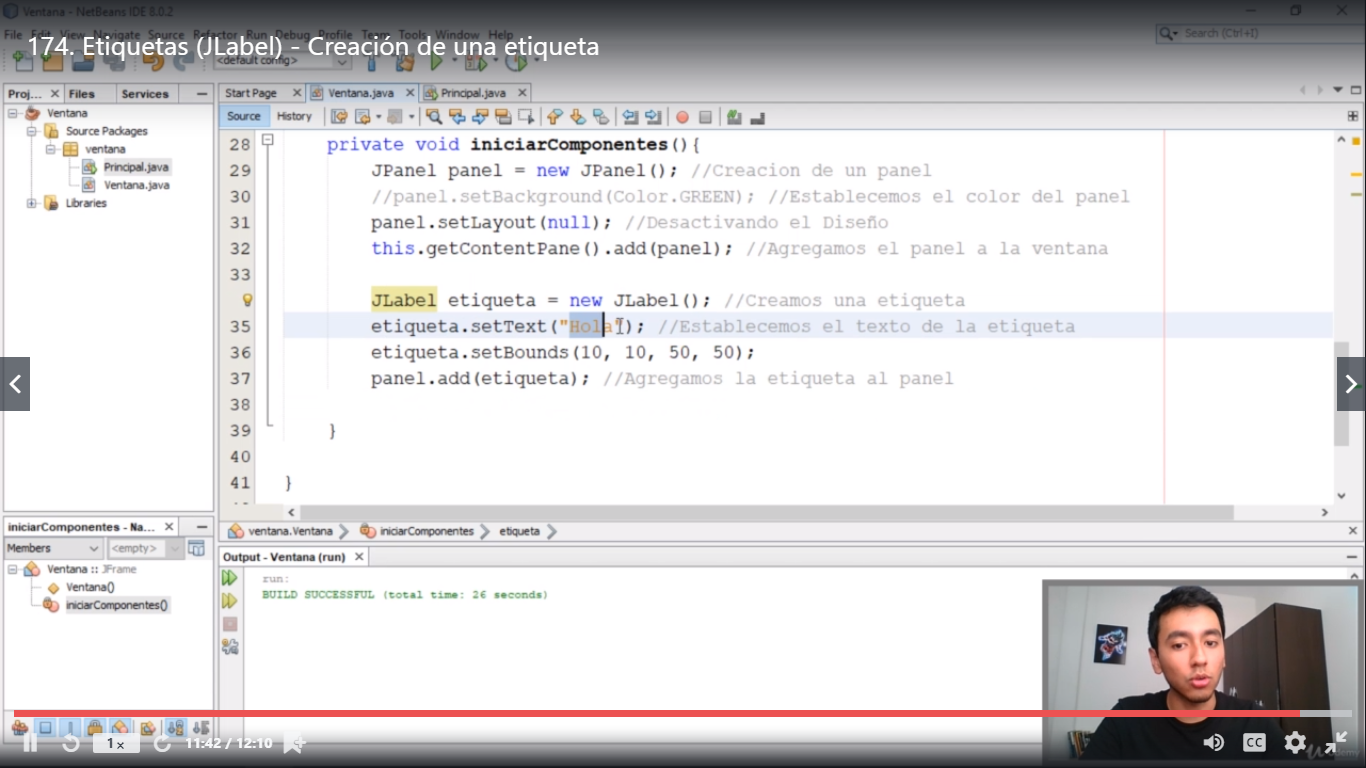 Ventana - NetBeans IDE 8.0.2
File Edit View Navigate Source Refactor Run Debug Profile Team Tools Window Help
174. Etiquetas (JLabel) - Creación de una etiqueta
Search (Ctrl+I)
<default config>
Proj... Files Services
Start Page Ventana.java Principal.java
Source History
Ventana
Source Packages
ventana
Principal.java
Ventana.java
Libraries
28 private void iniciarComponentes(){
29 JPanel panel = new JPanel(); //Creacion de un panel
30 //panel.setBackground(Color.GREEN); //Establecemos el color del panel
31 panel.setLayout(null); //Desactivando el Diseño
32 this.getContentPane().add(panel); //Agregamos el panel a la ventana
33
JLabel etiqueta = new JLabel(); //Creamos una etiqueta
35 etiqueta.setText("Hola"); //Establecemos el texto de la etiqueta
36 etiqueta.setBounds(10, 10, 50, 50);
37 panel.add(etiqueta); //Agregamos la etiqueta al panel
38
39 }
40
41 }
ventana.Ventana iniciarComponentes etiqueta
iniciarComponentes - Na...
Members <empty>
Ventana :: JFrame
Ventana()
iniciarComponentes()
Output - Ventana (run)
run:
BUILD SUCCESSFUL (total time: 26 seconds)
1x 11:42 / 12:10
CC